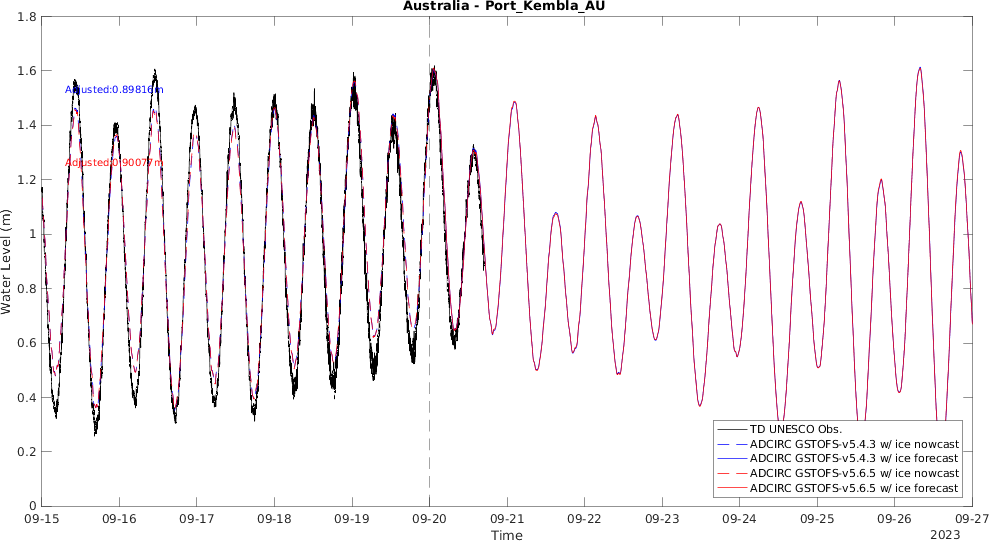 Australia - Port_Kembla_AU
1.8
1.6
1.4
1.2
1
0.8
0.6
0.4
0.2
0
Water Level (m)
Adjusted:0.89816m
Adjusted:0.90077m
TD UNESCO Obs.
ADCIRC GSTOFS-v5.4.3 w/ ice nowcast
ADCIRC GSTOFS-v5.4.3 w/ ice forecast
ADCIRC GSTOFS-v5.6.5 w/ ice nowcast
ADCIRC GSTOFS-v5.6.5 w/ ice forecast
09-15 09-16 09-17 09-18 09-19 09-20 09-21 09-22 09-23 09-24 09-25 09-26 09-27
Time
2023